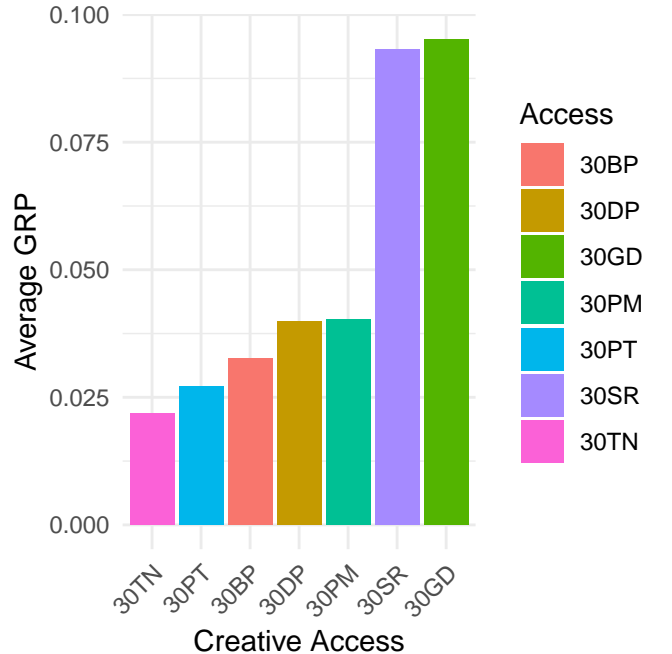 0.100
0.075
0.050
0.025
0.000
Average GRP
30TN
30PT
30BP
30DP
30PM
30SR
30GD
Creative Access
Access
30BP
30DP
30GD
30PM
30PT
30SR
30TN